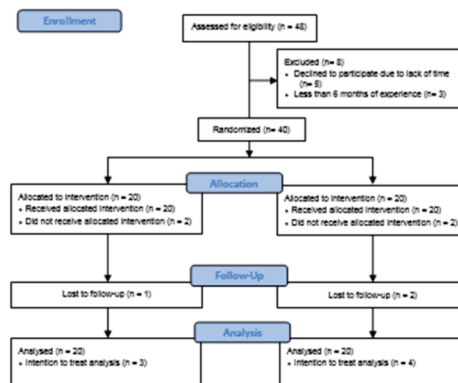 Enrollment
Assessed for eligibility (n = 48)
Excluded (n= 8)
• Declined to participate due to lack of time
(n= 5)
• Less than 6 months of experience (n= 3)
Randomized (n= 40)
Allocation
Allocated to intervention (n = 20)
• Received allocated intervention (n = 20)
• Did not receive allocated intervention (n = 2)
Allocated to intervention (n = 20)
• Received allocated intervention (n = 20)
• Did not receive allocated intervention (n = 2)
Follow-Up
Lost to follow-up (n = 1)
Lost to follow-up (n = 2)
Analysis
Analysed (n = 20)
• Intention to treat analysis (n = 3)
Analysed (n = 20)
• Intention to treat analysis (n = 4)